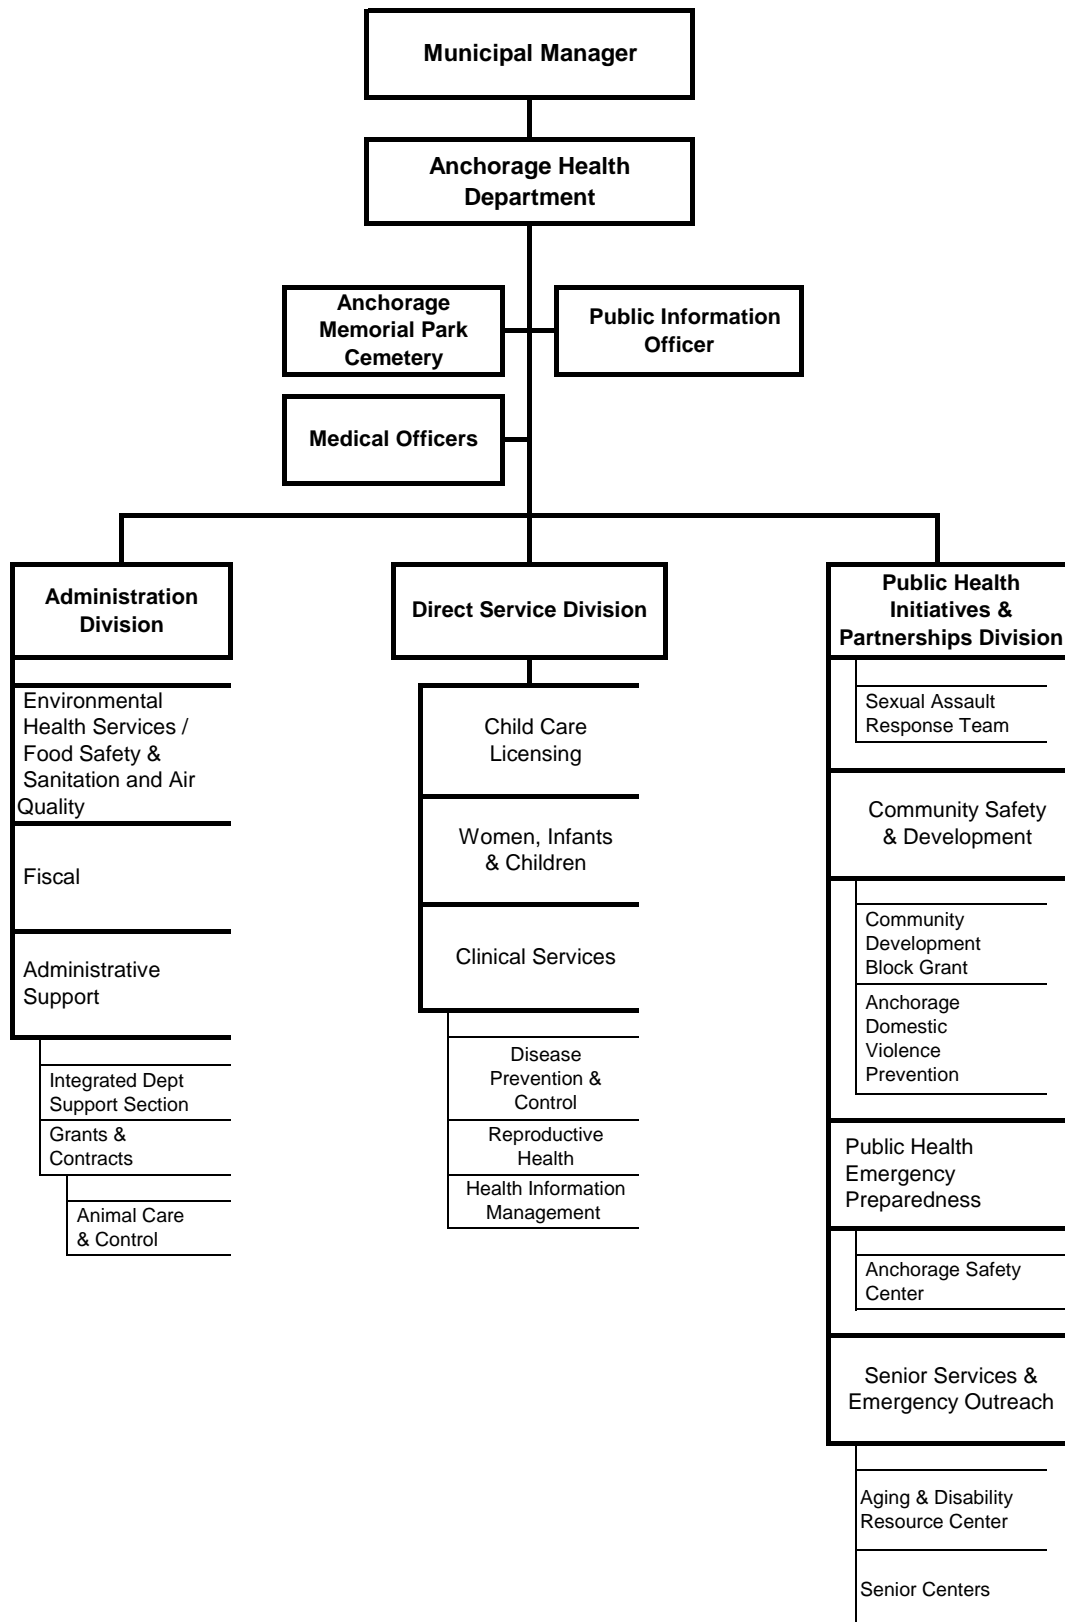 Municipal Manager
Anchorage Health
Department
Anchorage
Memorial Park
Cemetery
Public Information
Officer
Medical Officers
Administration
Division
Environmental
Health Services /
Food Safety &
Sanitation and Air
Quality
Fiscal
Administrative
Support
Integrated Dept
Support Section
Grants &
Contracts
Animal Care
& Control
Direct Service Division
Child Care
Licensing
Women, Infants
& Children
Clinical Services
Disease
Prevention &
Control
Reproductive
Health
Health Information
Management
Public Health
Initiatives &
Partnerships Division
Sexual Assault
Response Team
Community Safety
& Development
Community
Development
Block Grant
Anchorage
Domestic
Violence
Prevention
Public Health
Emergency
Preparedness
Anchorage Safety
Center
Senior Services &
Emergency Outreach
Aging & Disability
Resource Center
Senior Centers